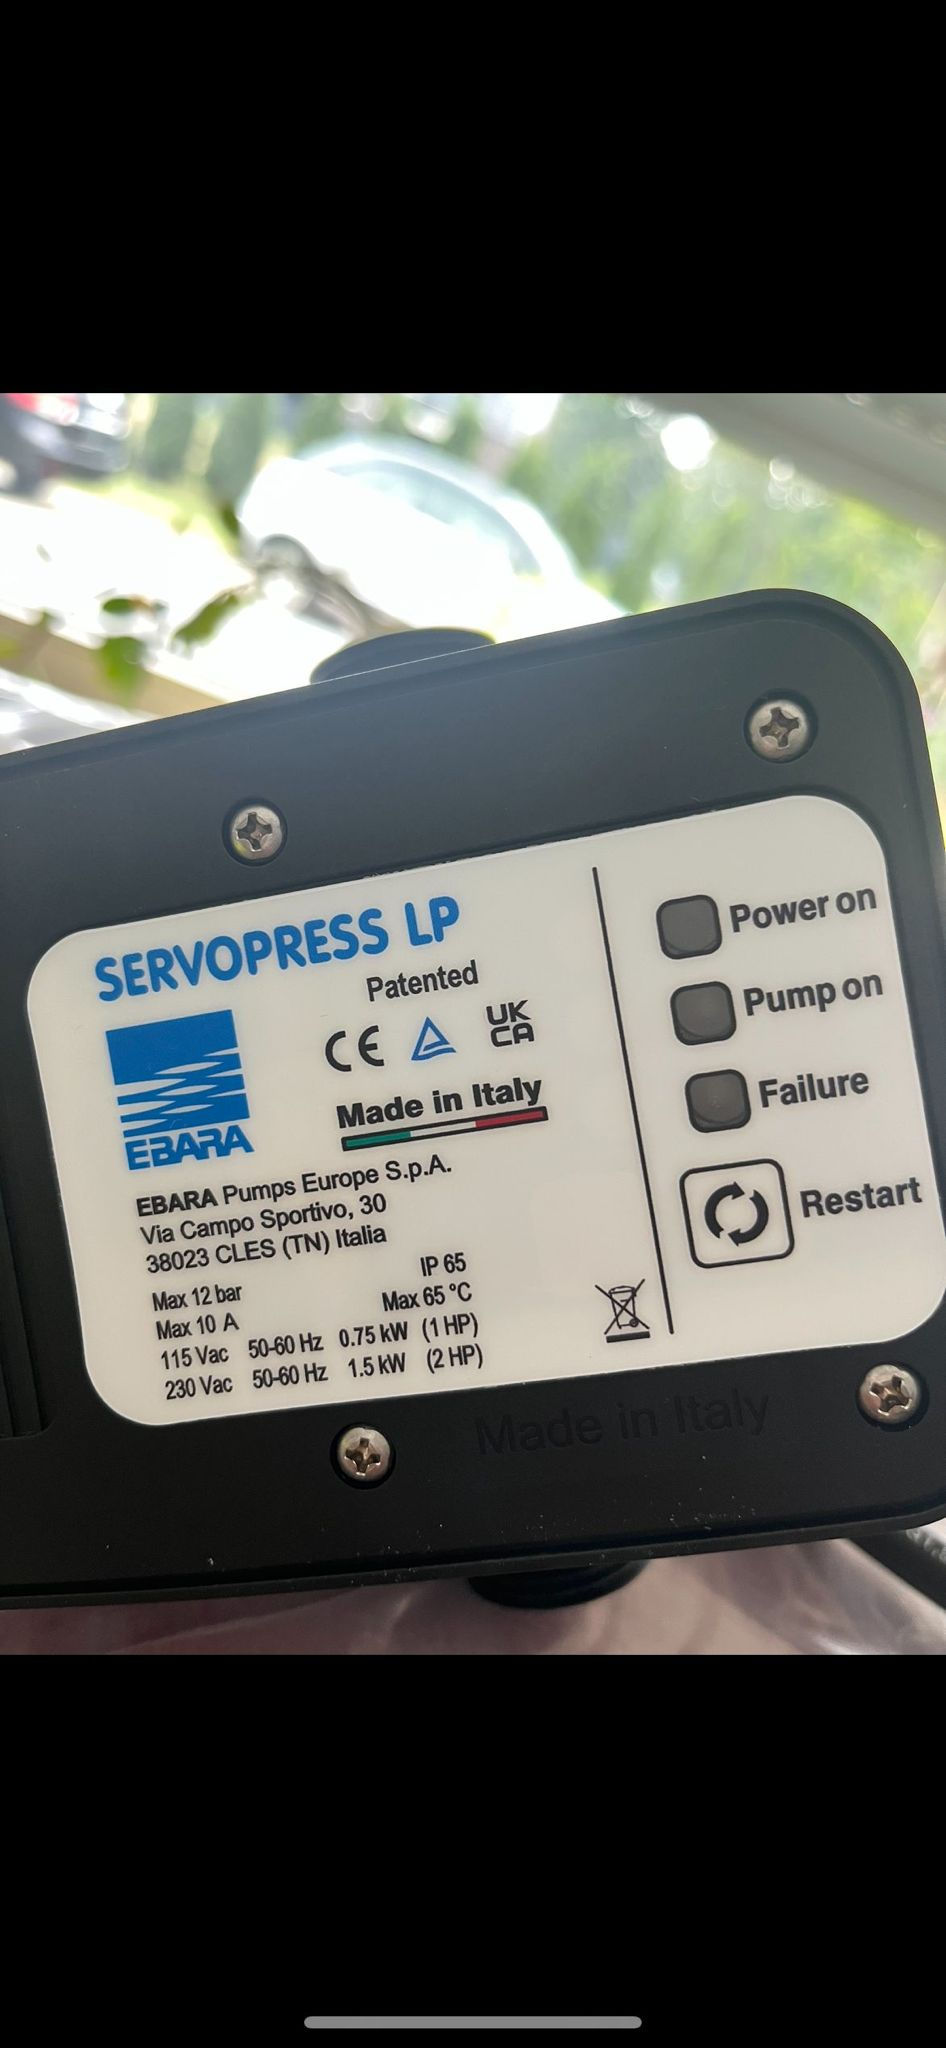 SERVOPRESS LP
Patented
CE
UK
CA
Made in Italy
EBARA
EBARA Pumps Europe S.p.A.
Via Campo Sportivo, 30
38023 CLES (TN) Italia
Max 12 bar IP 65
Max 10 A Max 65 °C
115 Vac 50-60 Hz 0.75 kW (1 HP)
230 Vac 50-60 Hz 1.5 kW (2 HP)
Power on
Pump on
Failure
Restart
Made in Italy